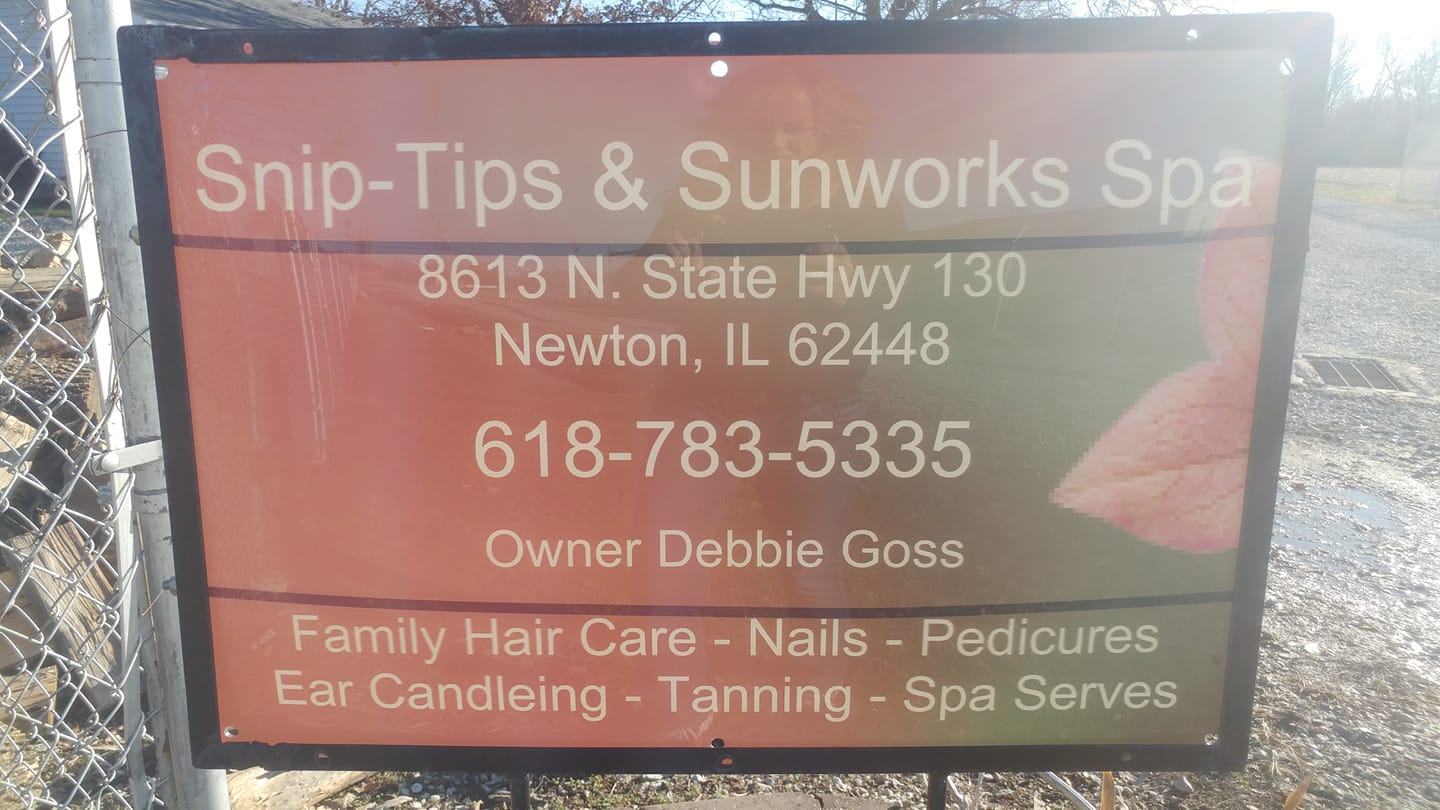 Snip-Tips & Sunworks Spa
8613 N. State Hwy 130
Newton, IL 62448
618-783-5335
Owner Debbie Goss
Family Hair Care - Nails - Pedicures
Ear Candleing - Tanning - Spa Serves